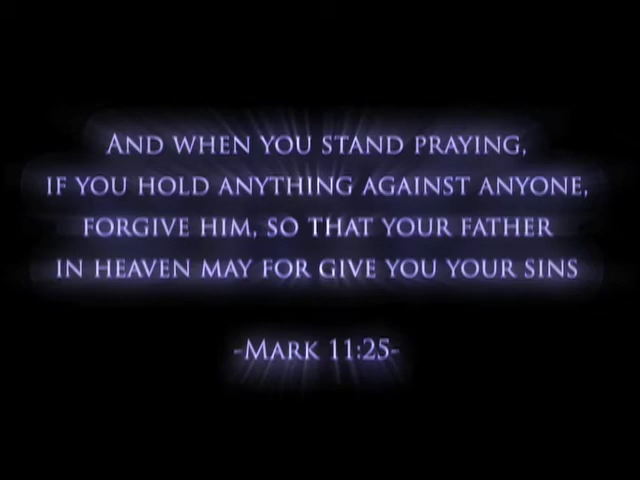 AND WHEN YOU STAND PRAYING,
IF YOU HOLD ANYTHING AGAINST ANYONE,
FORGIVE HIM, SO THAT YOUR FATHER
IN HEAVEN MAY FOR GIVE YOU YOUR SINS
-MARK 11:25-